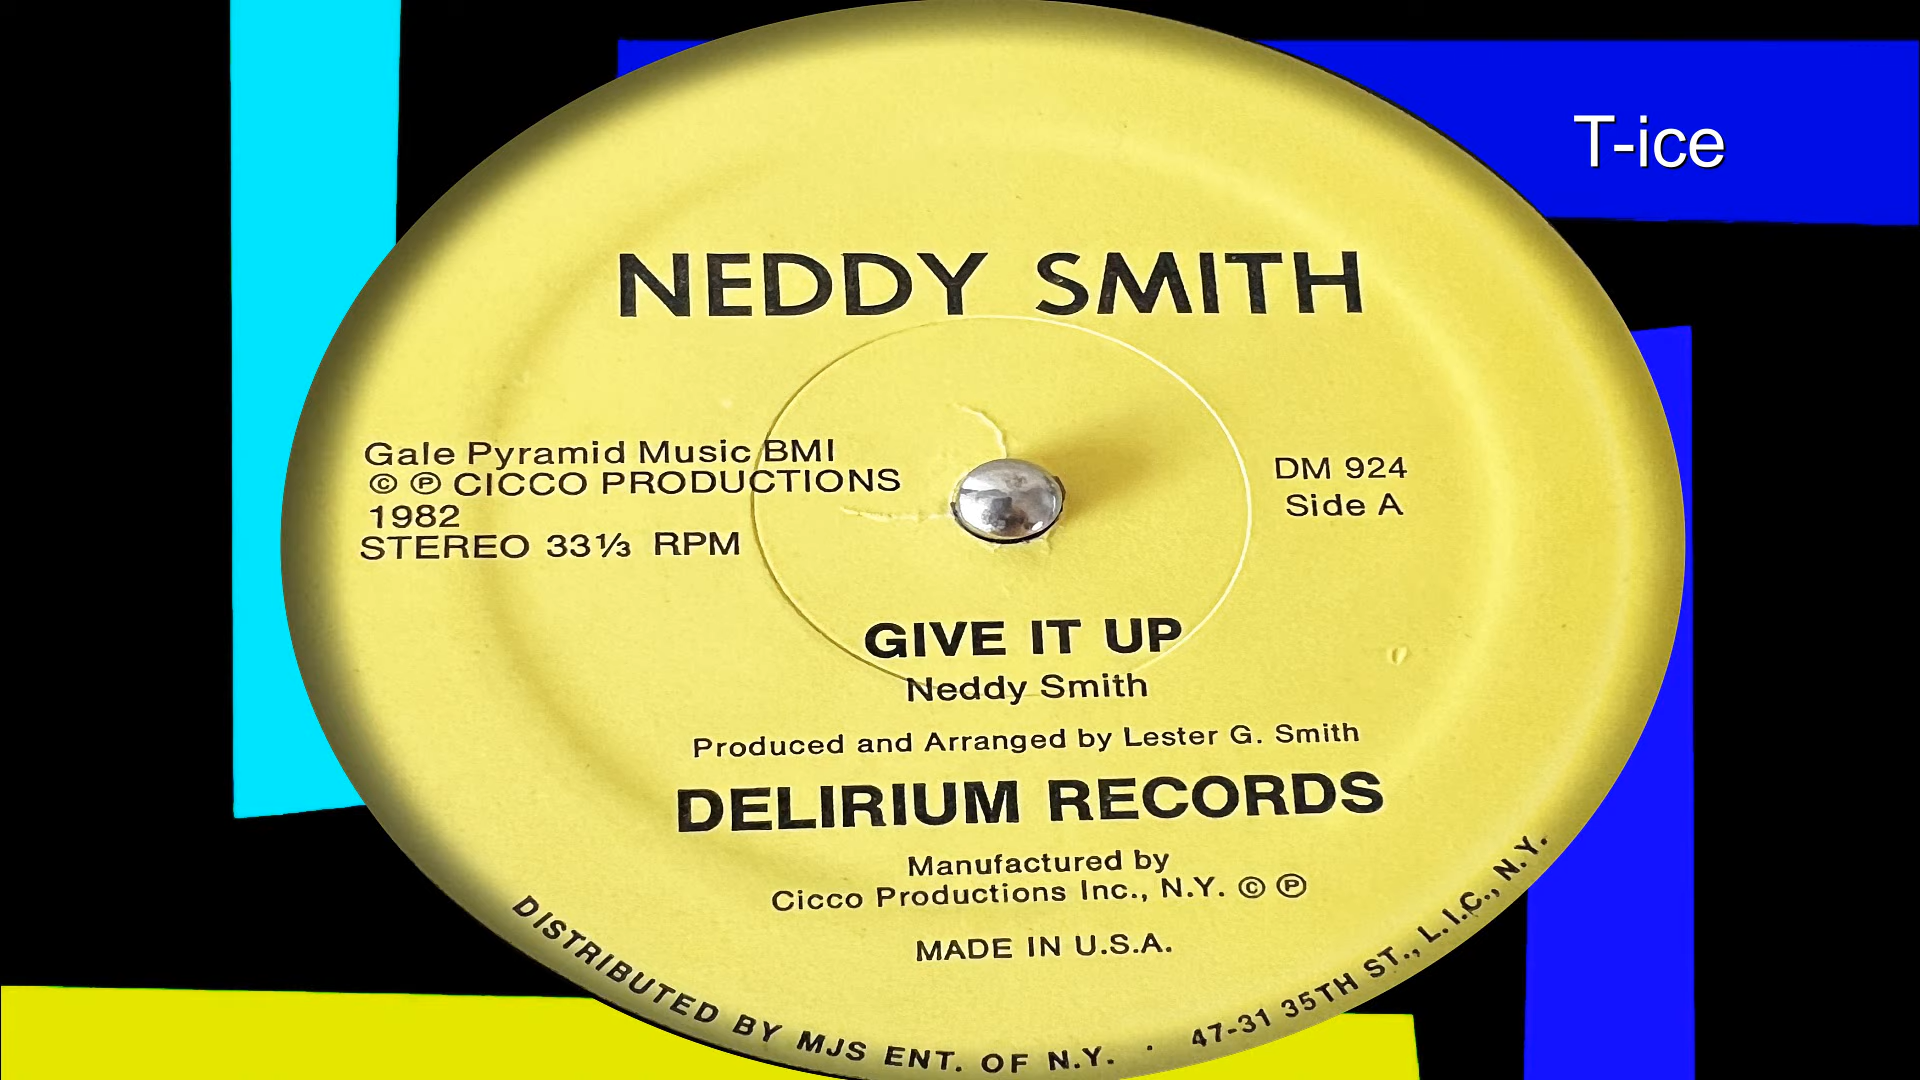 T-ice
NEDDY SMITH
Gale Pyramid Music BMI
© ℗ CICCO PRODUCTIONS
1982
STEREO 33⅓ RPM
DM 924
Side A
GIVE IT UP
Neddy Smith
Produced and Arranged by Lester G. Smith
DELIRIUM RECORDS
Manufactured by
Cicco Productions Inc., N.Y. © ℗
MADE IN U.S.A.
DISTRIBUTED BY MJS ENT. OF N.Y. · 47-31 35TH ST., L.I.C., N.Y.